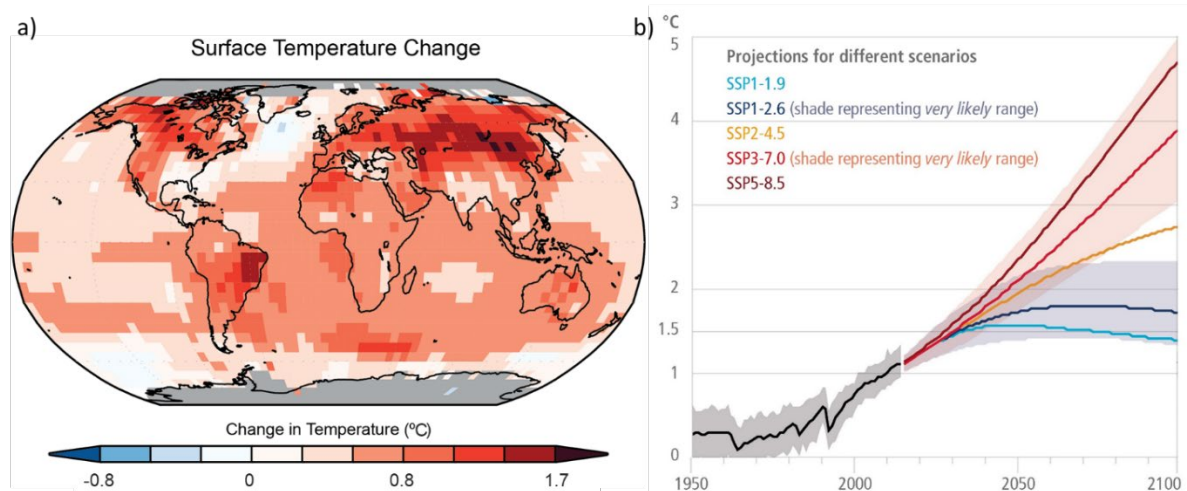 a)
Surface Temperature Change
Change in Temperature (ºC)
-0.8 0 0.8 1.7
b)
°C
5
4
3
2
1.5
1
0
Projections for different scenarios
SSP1-1.9
SSP1-2.6 (shade representing very likely range)
SSP2-4.5
SSP3-7.0 (shade representing very likely range)
SSP5-8.5
1950 2000 2050 2100